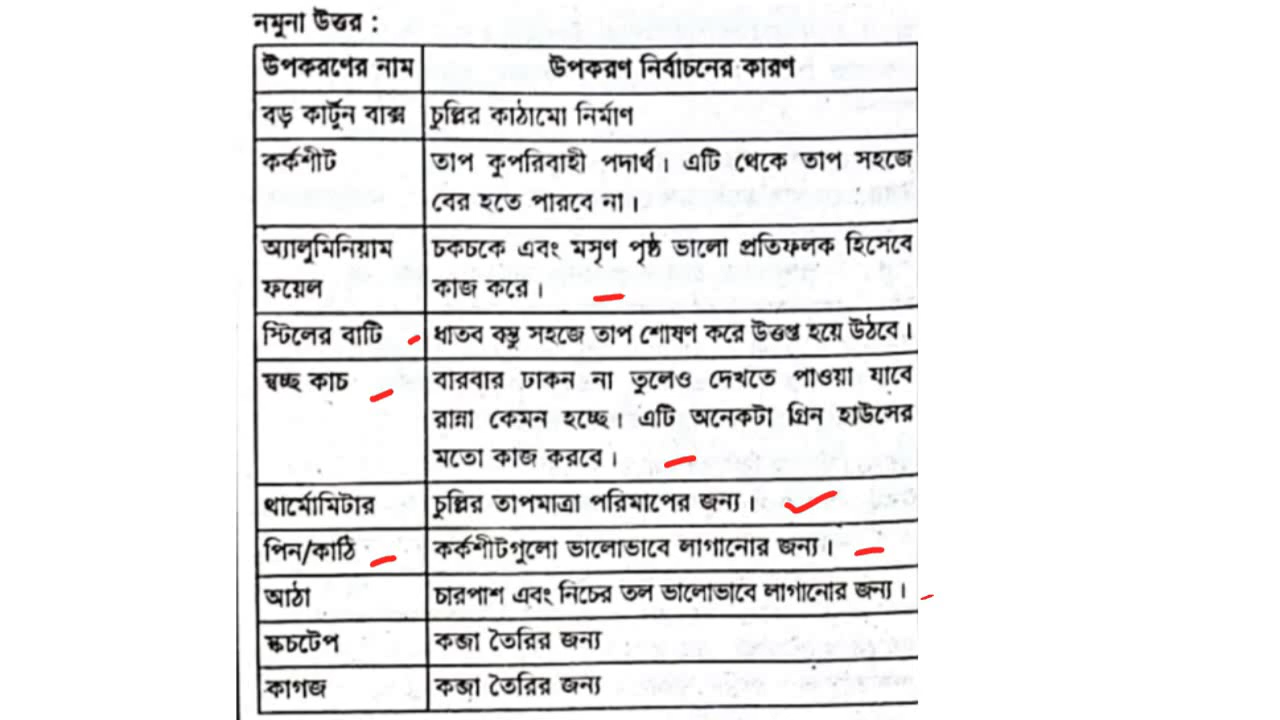 নমুনা উত্তর :
উপকরণের নাম উপকরণ নির্বাচনের কারণ
বড় কার্টুন বাক্স চুল্লির কাঠামো নির্মাণ
কর্কশীট তাপ কুপরিবাহী পদার্থ। এটি থেকে তাপ সহজে
বের হতে পারবে না।
অ্যালুমিনিয়াম চকচকে এবং মসৃণ পৃষ্ঠ ভালো প্রতিফলক হিসেবে
ফয়েল কাজ করে।
স্টিলের বাটি ধাতব বস্তু সহজে তাপ শোষণ করে উত্তপ্ত হয়ে উঠবে।
স্বচ্ছ কাচ বারবার ঢাকন না তুলেও দেখতে পাওয়া যাবে
রান্না কেমন হচ্ছে। এটি অনেকটা গ্রিন হাউসের
মতো কাজ করবে।
থার্মোমিটার চুল্লির তাপমাত্রা পরিমাপের জন্য।
পিন/কাঠি কর্কশীটগুলো ভালোভাবে লাগানোর জন্য।
আঠা চারপাশ এবং নিচের তল ভালোভাবে লাগানোর জন্য।
স্কচটেপ কব্জা তৈরির জন্য
কাগজ কব্জা তৈরির জন্য